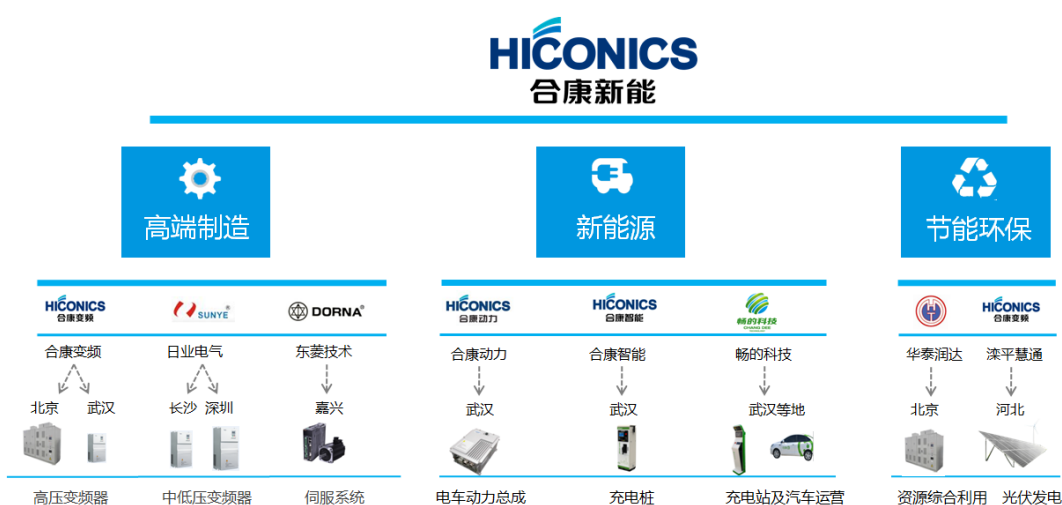 HICONICS
合康新能
高端制造
新能源
节能环保
HICONICS
合康变频
SUNYE®
DORNA®
HICONICS
合康动力
HICONICS
合康智能
畅的科技
CHANG DEE
HICONICS
合康变频
合康变频
日业电气
东菱技术
合康动力
合康智能
畅的科技
华泰润达
滦平慧通
北京
武汉
长沙
深圳
嘉兴
武汉
武汉
武汉等地
北京
河北
高压变频器
中低压变频器
伺服系统
电车动力总成
充电桩
充电站及汽车运营
资源综合利用
光伏发电